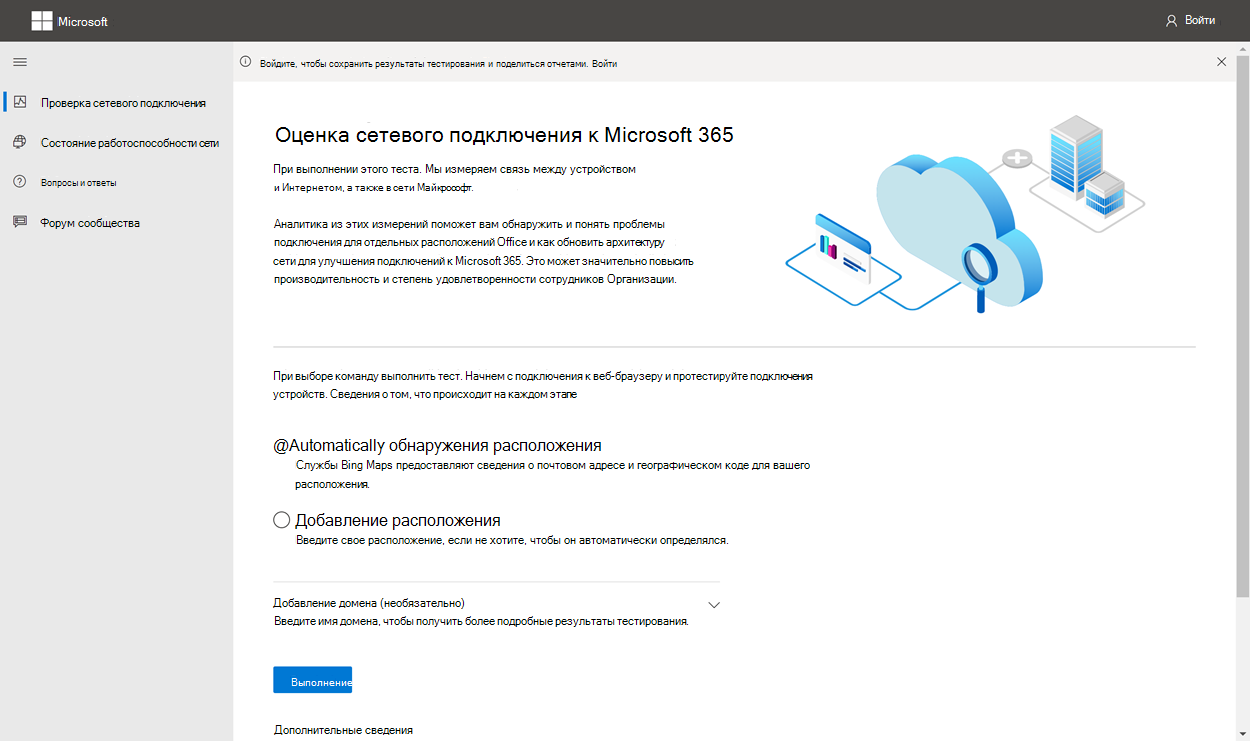 Microsoft
Войти
Войдите, чтобы сохранить результаты тестирования и поделиться отчетами. Войти
Проверка сетевого подключения
Состояние работоспособности сети
Вопросы и ответы
Форум сообщества
Оценка сетевого подключения к Microsoft 365
При выполнении этого теста. Мы измеряем связь между устройством
и Интернетом, а также в сети Майкрософт.
Аналитика из этих измерений поможет вам обнаружить и понять проблемы
подключения для отдельных расположений Office и как обновить архитектуру
сети для улучшения подключений к Microsoft 365. Это может значительно повысить
производительность и степень удовлетворенности сотрудников Организации.
При выборе команду выполнить тест. Начнем с подключения к веб-браузеру и протестируйте подключения
устройств. Сведения о том, что происходит на каждом этапе
@Automatically обнаружения расположения
Службы Bing Maps предоставляют сведения о почтовом адресе и географическом коде для вашего
расположения.
Добавление расположения
Введите свое расположение, если не хотите, чтобы он автоматически определялся.
Добавление домена (необязательно)
Введите имя домена, чтобы получить более подробные результаты тестирования.
Выполнение
Дополнительные сведения